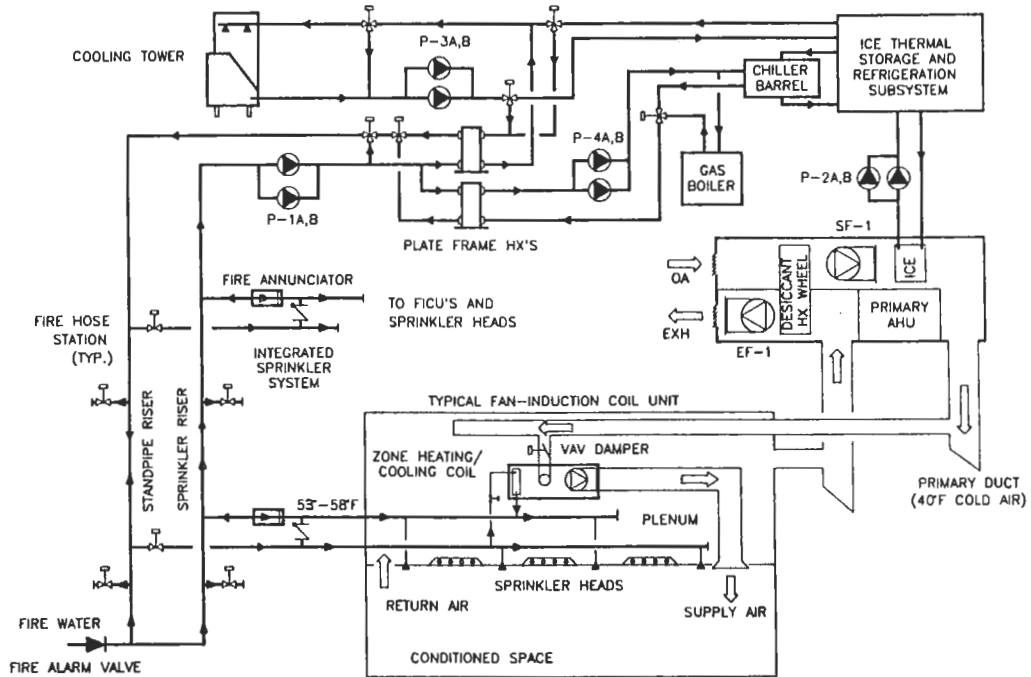 COOLING TOWER
P-3A,B
ICE THERMAL
STORAGE AND
REFRIGERATION
SUBSYSTEM
CHILLER
BARREL
P-4A,B
GAS
BOILER
P-2A,B
P-1A,B
PLATE FRAME HX'S
SF-1
OA
ICE
DESICCANT
HX WHEEL
PRIMARY
AHU
EXH
EF-1
FIRE ANNUNCIATOR
TO FICU'S AND
SPRINKLER HEADS
FIRE HOSE
STATION
(TYP.)
INTEGRATED
SPRINKLER
SYSTEM
STANDPIPE RISER
SPRINKLER RISER
TYPICAL FAN-INDUCTION COIL UNIT
VAV DAMPER
ZONE HEATING/
COOLING COIL
PRIMARY DUCT
(40°F COLD AIR)
53°-58°F
PLENUM
SPRINKLER HEADS
RETURN AIR
SUPPLY AIR
CONDITIONED SPACE
FIRE WATER
FIRE ALARM VALVE